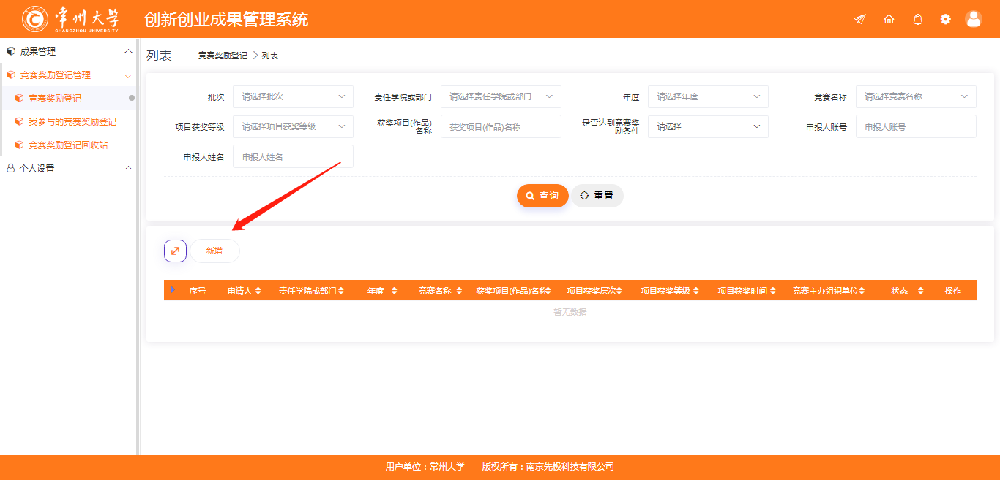 常州大学
CHANGZHOU UNIVERSITY
创新创业成果管理系统
成果管理
竞赛奖励登记管理
竞赛奖励登记
我参与的竞赛奖励登记
竞赛奖励登记回收站
个人设置
列表 竞赛奖励登记 > 列表
批次 请选择批次 责任学院或部门 请选择责任学院或部门 年度 请选择年度 竞赛名称 请选择竞赛名称
项目获奖等级 请选择项目获奖等级 获奖项目(作品)名称 获奖项目(作品)名称 是否达到竞赛奖励条件 请选择 申报人账号 申报人账号
申报人姓名 申报人姓名
查询 重置
新增
序号 申请人 责任学院或部门 年度 竞赛名称 获奖项目(作品)名称 项目获奖层次 项目获奖等级 项目获奖时间 竞赛主办组织单位 状态 操作
暂无数据
用户单位：常州大学 版权所有：南京先极科技有限公司